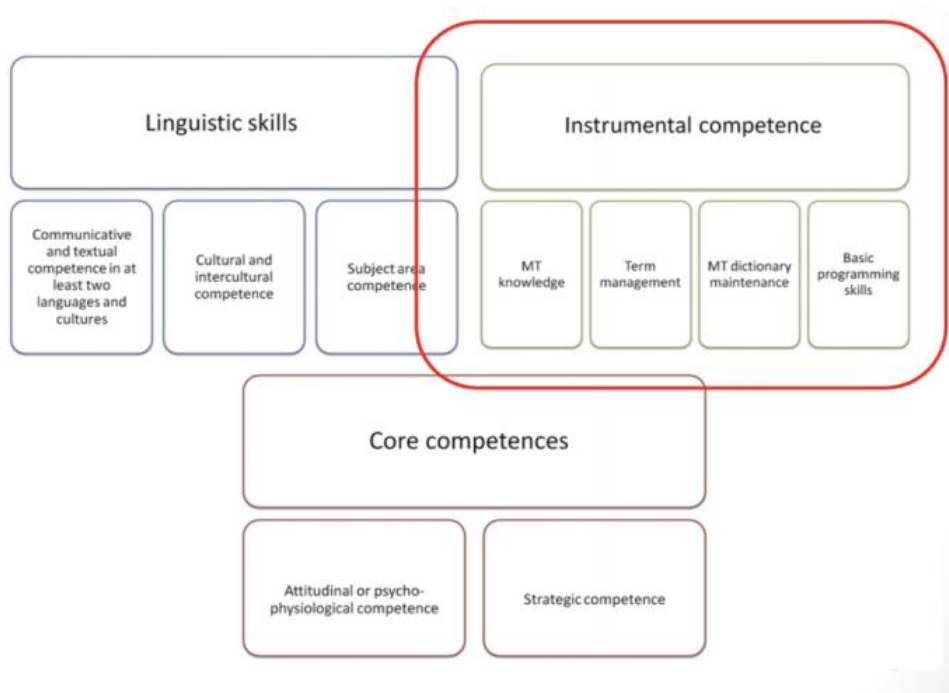 Linguistic skills
Instrumental competence
Communicative
and textual
competence in at
least two
languages and
cultures
Cultural and
intercultural
competence
Subject area
competence
MT
knowledge
Term
management
MT dictionary
maintenance
Basic
programming
skills
Core competences
Attitudinal or psycho-
physiological competence
Strategic competence